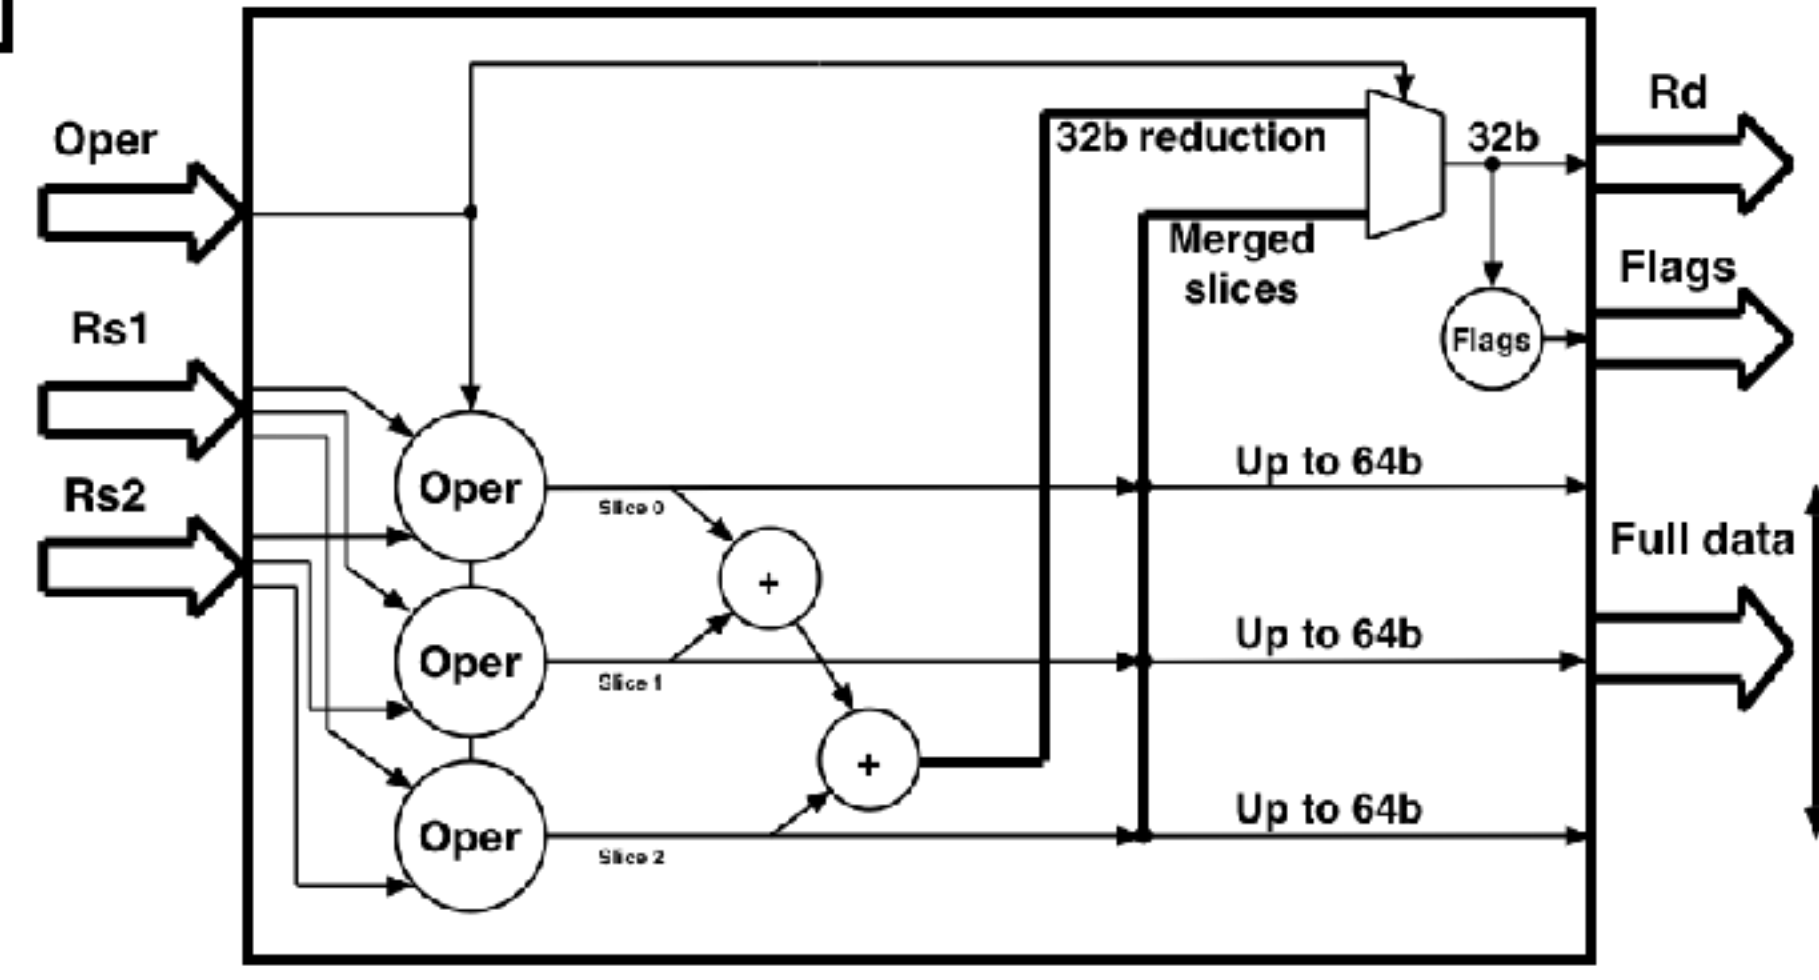 Oper
Rs1
Rs2
32b reduction
Merged
slices
32b
Flags
Rd
Flags
Oper
Slice 0
+
Up to 64b
Full data
Oper
Slice 1
+
Up to 64b
Oper
Slice 2
Up to 64b